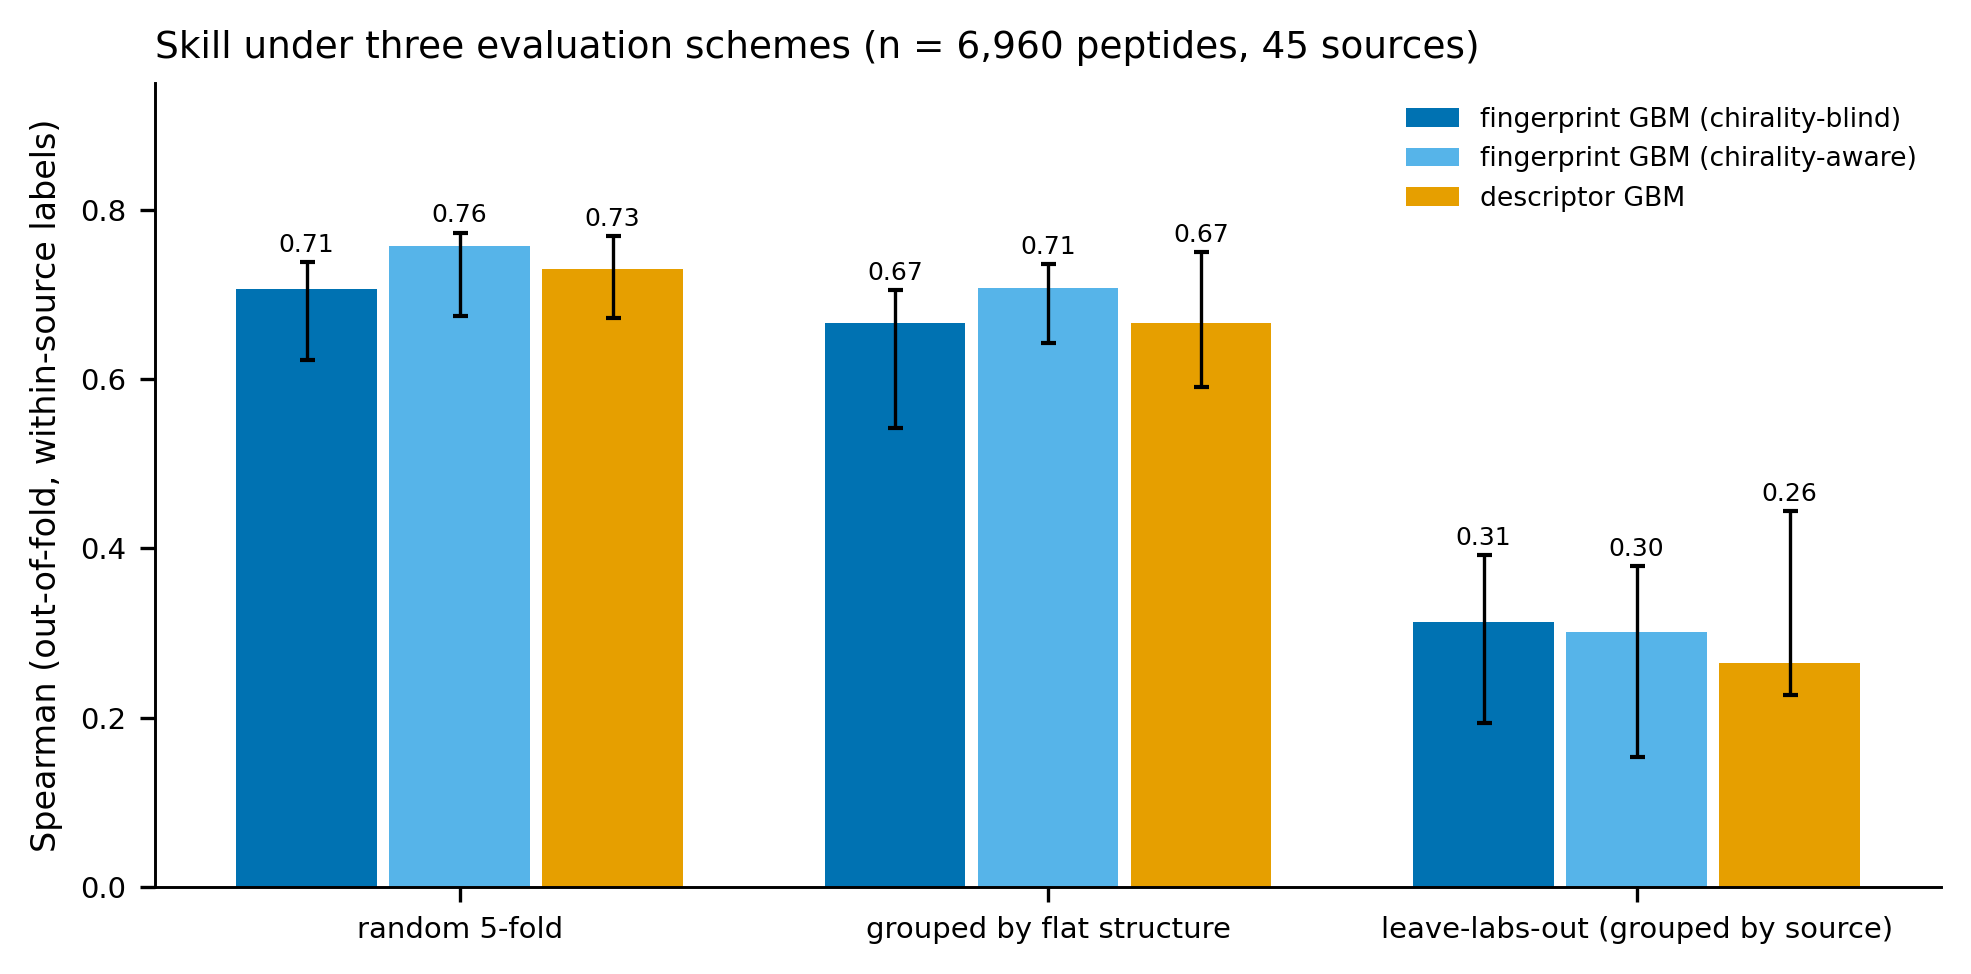 Skill under three evaluation schemes (n = 6,960 peptides, 45 sources)
fingerprint GBM (chirality-blind)
fingerprint GBM (chirality-aware)
descriptor GBM
Spearman (out-of-fold, within-source labels)
0.8
0.6
0.4
0.2
0.0
0.71
0.76
0.73
0.67
0.71
0.67
0.31
0.30
0.26
random 5-fold
grouped by flat structure
leave-labs-out (grouped by source)